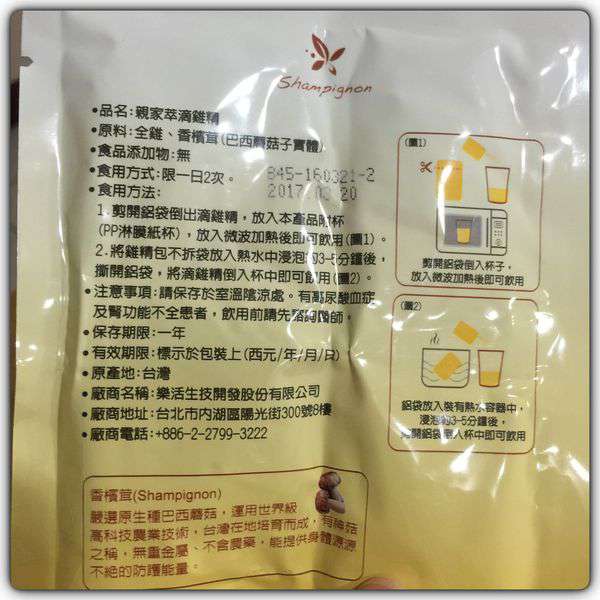 Shampignon
•品名:親家萃滴雞精
•原料:全雞、香檳茸(巴西蘑菇子實體)
•食品添加物:無
•食用方式:限一日2次。
845-160321-2
•食用方法:
2017 03 20
1.剪開鋁袋倒出滴雞精，放入本產品附杯
(PP淋膜紙杯)，放入微波加熱後即可飲用(圖1)。
2.將雞精包不拆袋放入熱水中浸泡約3-5分鐘後，
撕開鋁袋，將滴雞精倒入杯中即可飲用(圖2)。
•注意事項:請保存於室溫陰涼處。有高尿酸血症
及腎功能不全患者，飲用前請先諮詢醫師。
•保存期限:一年
•有效期限:標示於包裝上(西元/年/月/日)
•原產地:台灣
•廠商名稱:樂活生技開發股份有限公司
•廠商地址:台北市內湖區陽光街300號8樓
•廠商電話:+886-2-2799-3222
(圖1)
剪開鋁袋倒入杯子，
放入微波加熱後即可飲用
(圖2)
鋁袋放入裝有熱水容器中，
浸泡約3-5分鐘後，
剪開鋁袋倒入杯中即可飲用
香檳茸(Shampignon)
嚴選原生種巴西蘑菇，運用世界級
高科技農業技術，台灣在地培育而成，有神菇
之稱，無重金屬、不含農藥，能提供身體源源
不絕的防護能量。